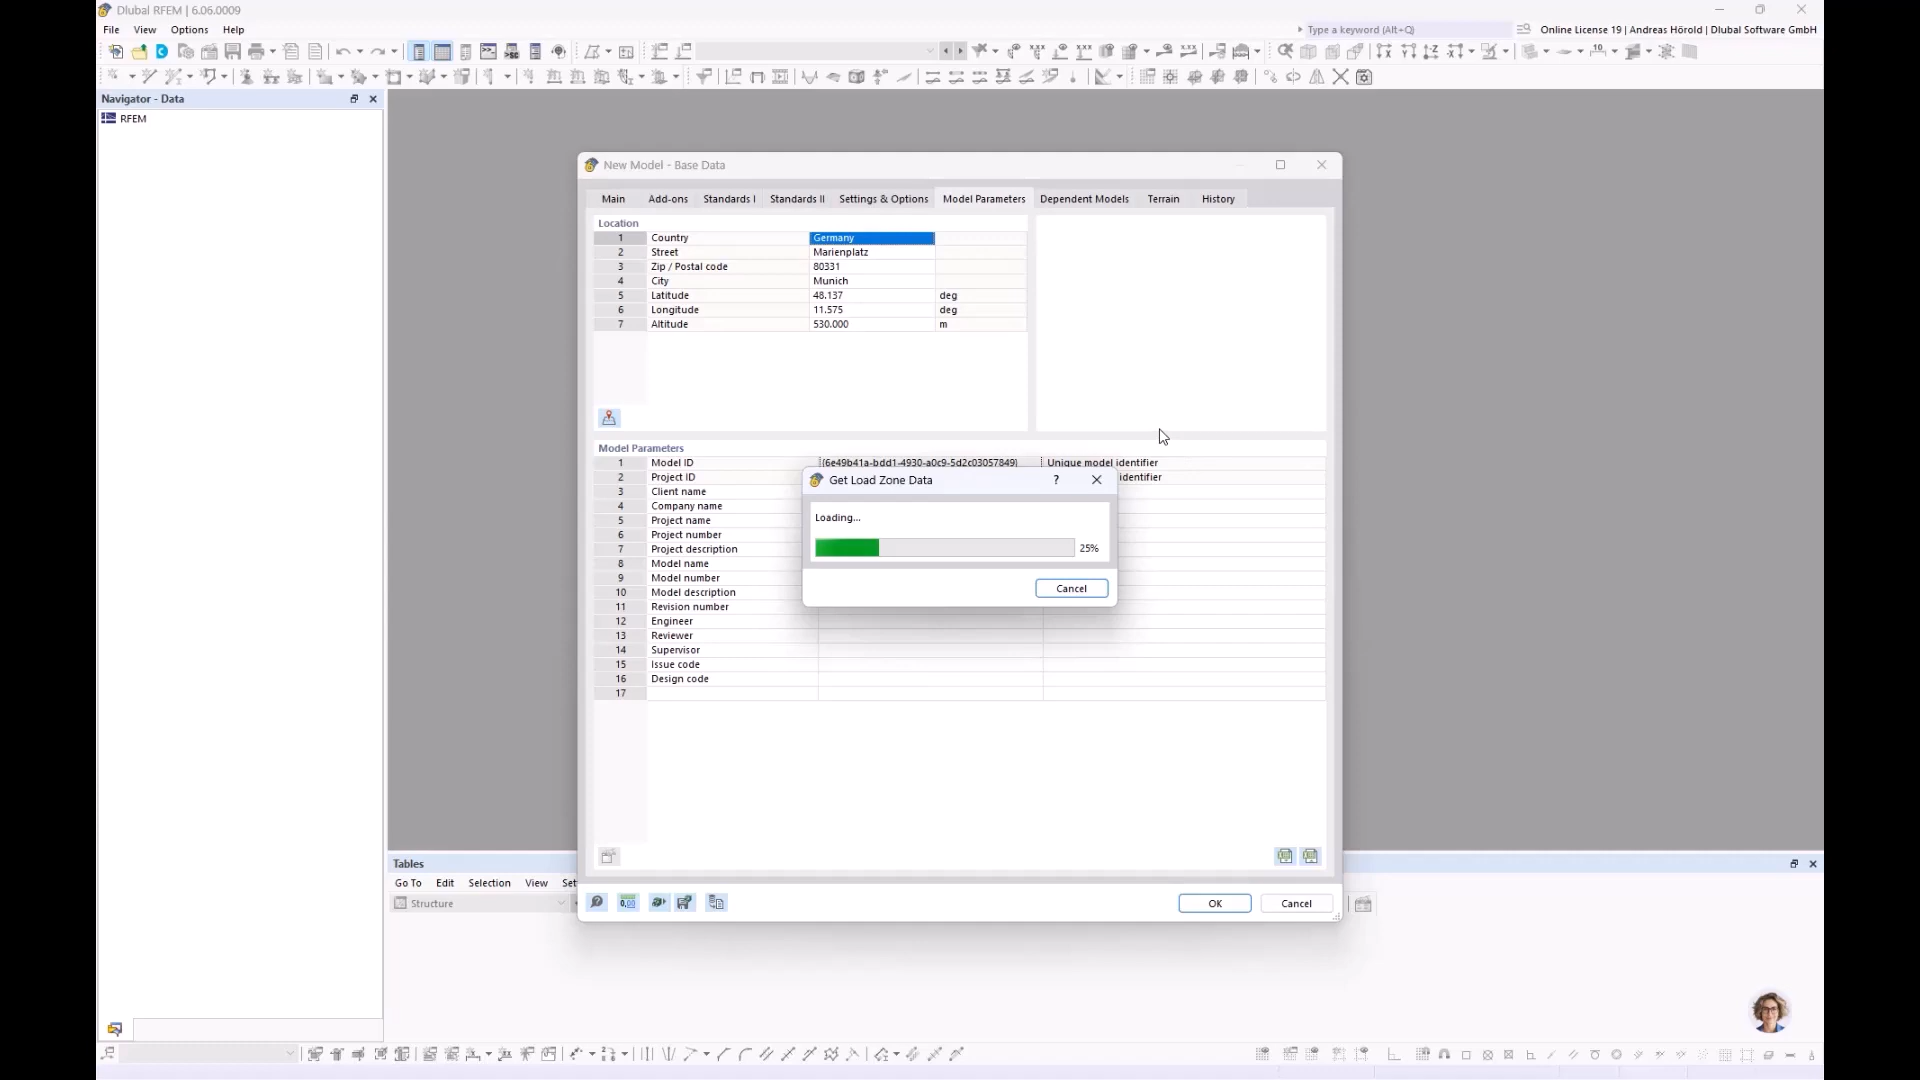 Dlubal RFEM | 6.06.0009
File View Options Help
Type a keyword (Alt+Q)
Online License 19 | Andreas Hörold | Dlubal Software GmbH
Navigator - Data
RFEM
New Model - Base Data
Main Add-ons Standards I Standards II Settings & Options Model Parameters Dependent Models Terrain History
Location
1 Country Germany
2 Street Marienplatz
3 Zip / Postal code 80331
4 City Munich
5 Latitude 48.137 deg
6 Longitude 11.575 deg
7 Altitude 530.000 m
Model Parameters
1 Model ID {6e49b41a-bdd1-4930-a0c9-5d2c03057849} Unique model identifier
2 Project ID identifier
3 Client name
4 Company name
5 Project name
6 Project number
7 Project description
8 Model name
9 Model number
10 Model description
11 Revision number
12 Engineer
13 Reviewer
14 Supervisor
15 Issue code
16 Design code
17
Get Load Zone Data
Loading...
25%
Cancel
OK Cancel
Tables
Go To Edit Selection View Set
Structure